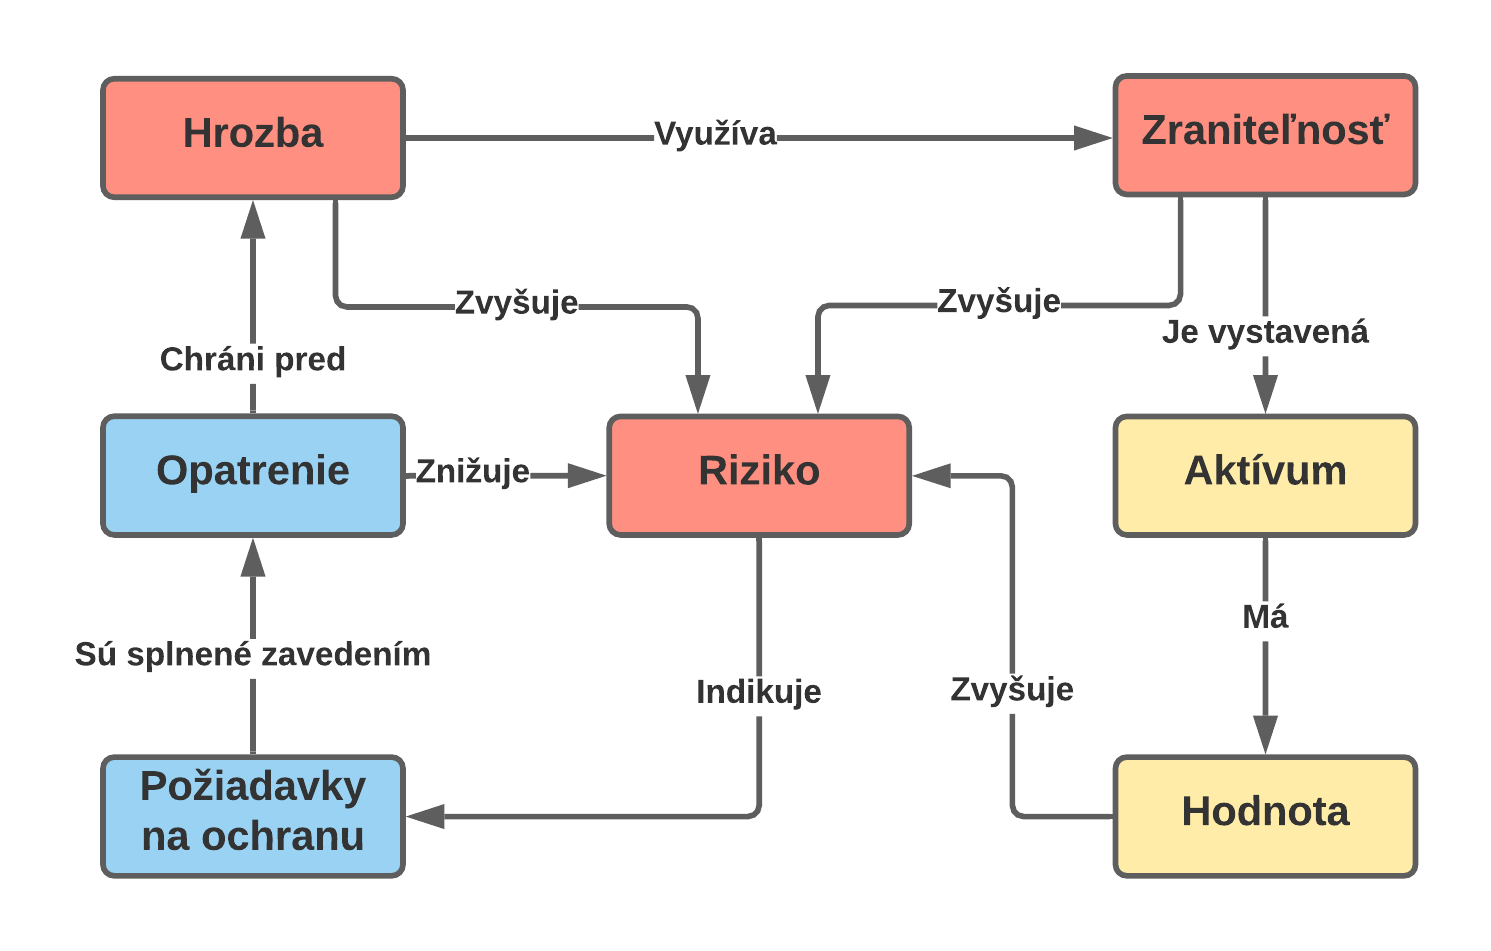 Hrozba
Využíva
Zraniteľnosť
Zvyšuje
Zvyšuje
Je vystavená
Chráni pred
Opatrenie
Znižuje
Riziko
Aktívum
Má
Sú splnené zavedením
Indikuje
Zvyšuje
Požiadavky
na ochranu
Hodnota